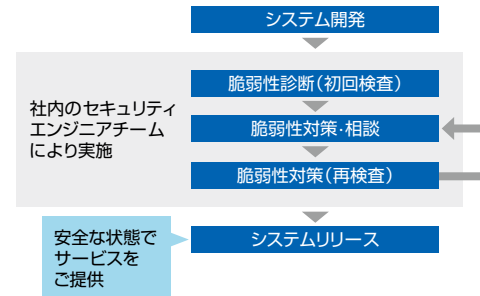 システム開発
脆弱性診断(初回検査)
社内のセキュリティ
エンジニアチーム
により実施
脆弱性対策・相談
脆弱性対策(再検査)
安全な状態で
サービスを
ご提供
システムリリース